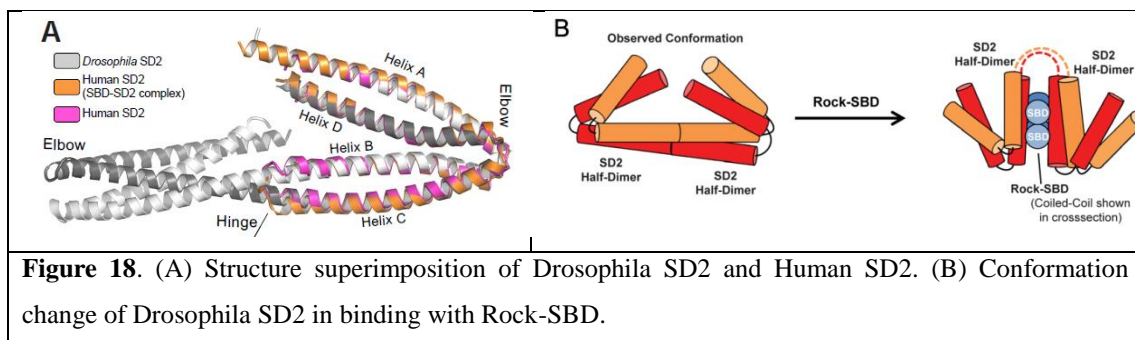 A
Drosophila SD2
Human SD2
(SBD-SD2 complex)
Human SD2
Helix A
Elbow
Helix D
Helix B
Elbow
Helix C
Hinge
B
Observed Conformation
SD2
Half-Dimer
SD2
Half-Dimer
Rock-SBD
SD2
Half-Dimer
SD2
Half-Dimer
SBD
SBD
Rock-SBD
(Coiled-Coil shown
in crosssection)
Figure 18. (A) Structure superimposition of Drosophila SD2 and Human SD2. (B) Conformation
change of Drosophila SD2 in binding with Rock-SBD.